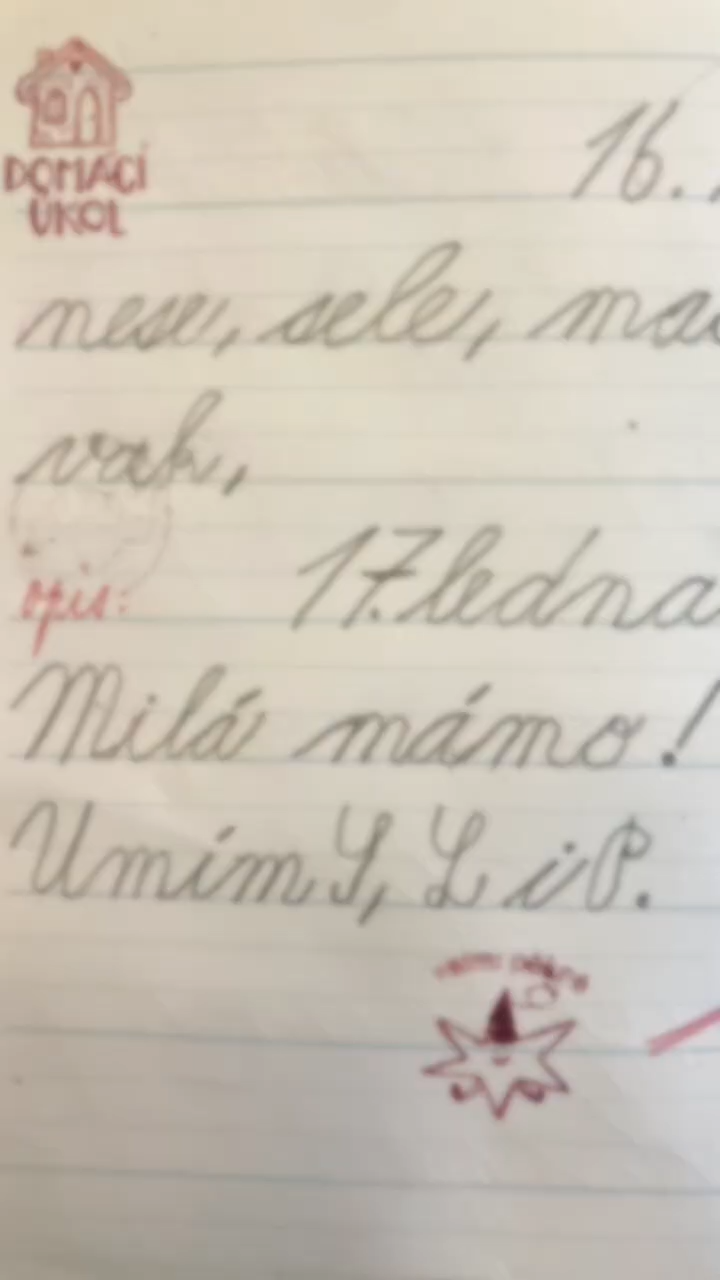 DOMÁCÍ
ÚKOL
16.
nese, sele,
vak,
opis: 17. ledna
Milá mámo!
Umím S, L i P.